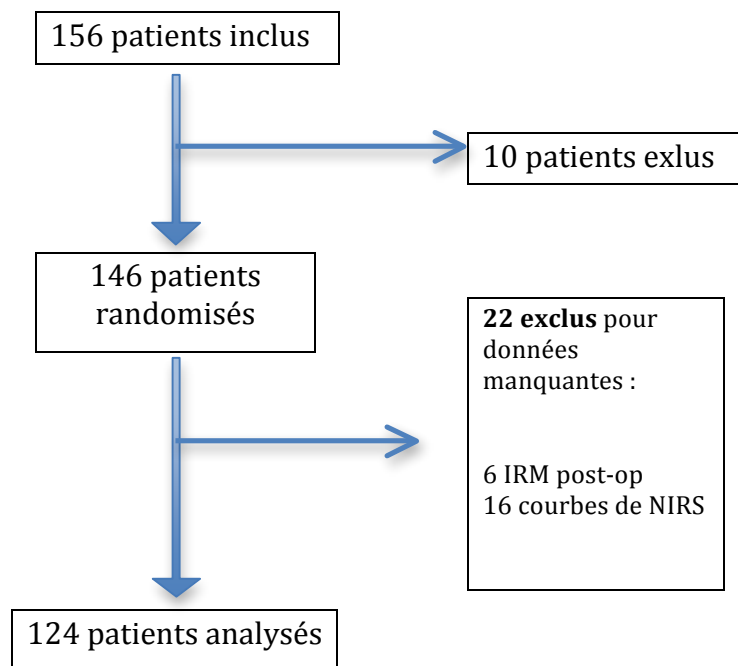 156 patients inclus
10 patients exlus
146 patients
randomisés
22 exclus pour
données
manquantes :
6 IRM post-op
16 courbes de NIRS
124 patients analysés